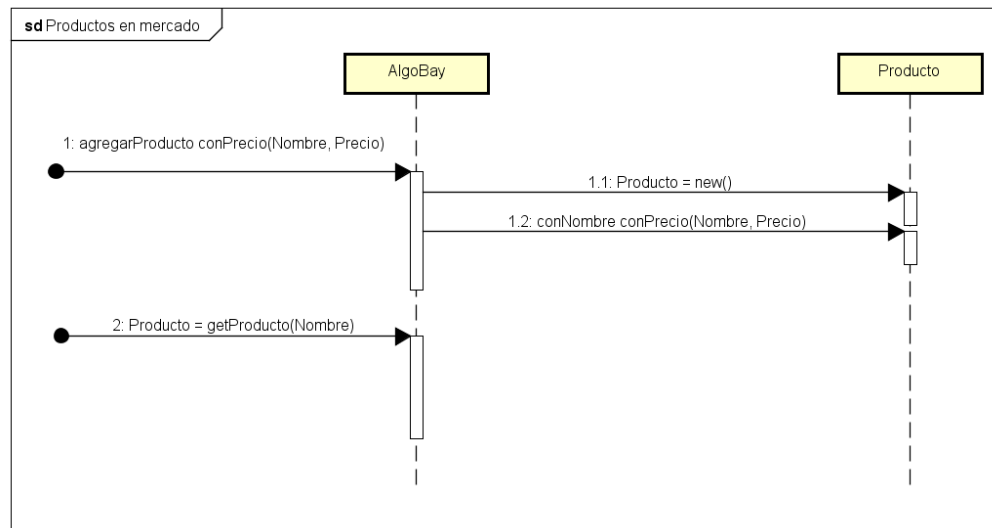 sd Productos en mercado
AlgoBay
Producto
1: agregarProducto conPrecio(Nombre, Precio)
1.1: Producto = new()
1.2: conNombre conPrecio(Nombre, Precio)
2: Producto = getProducto(Nombre)